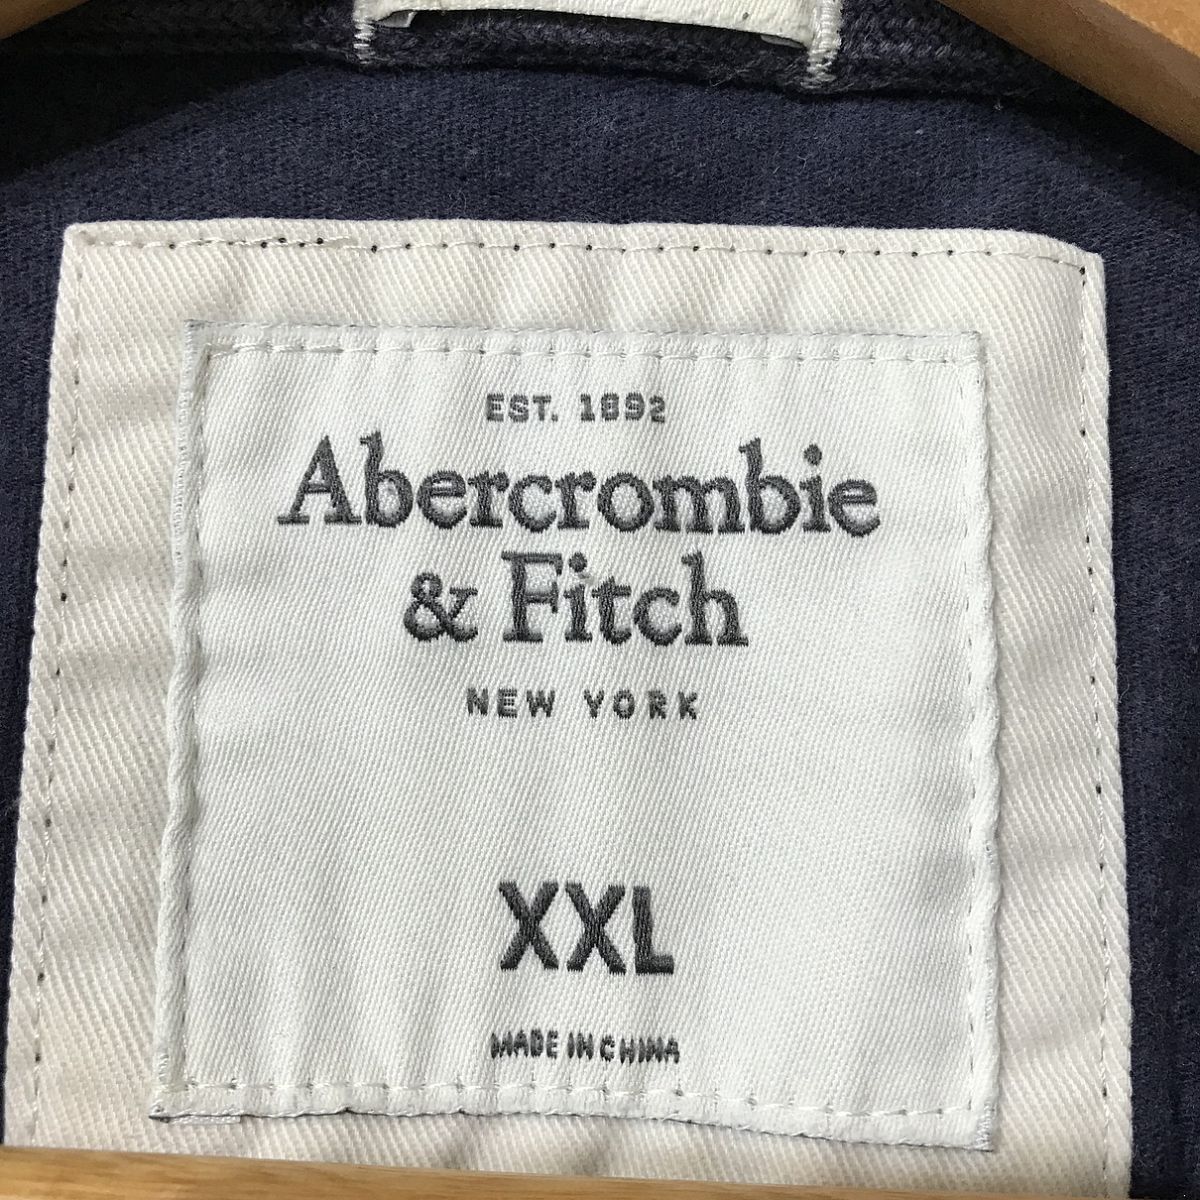 EST. 1892
Abercrombie
& Fitch
NEW YORK
XXL
MADE IN CHINA